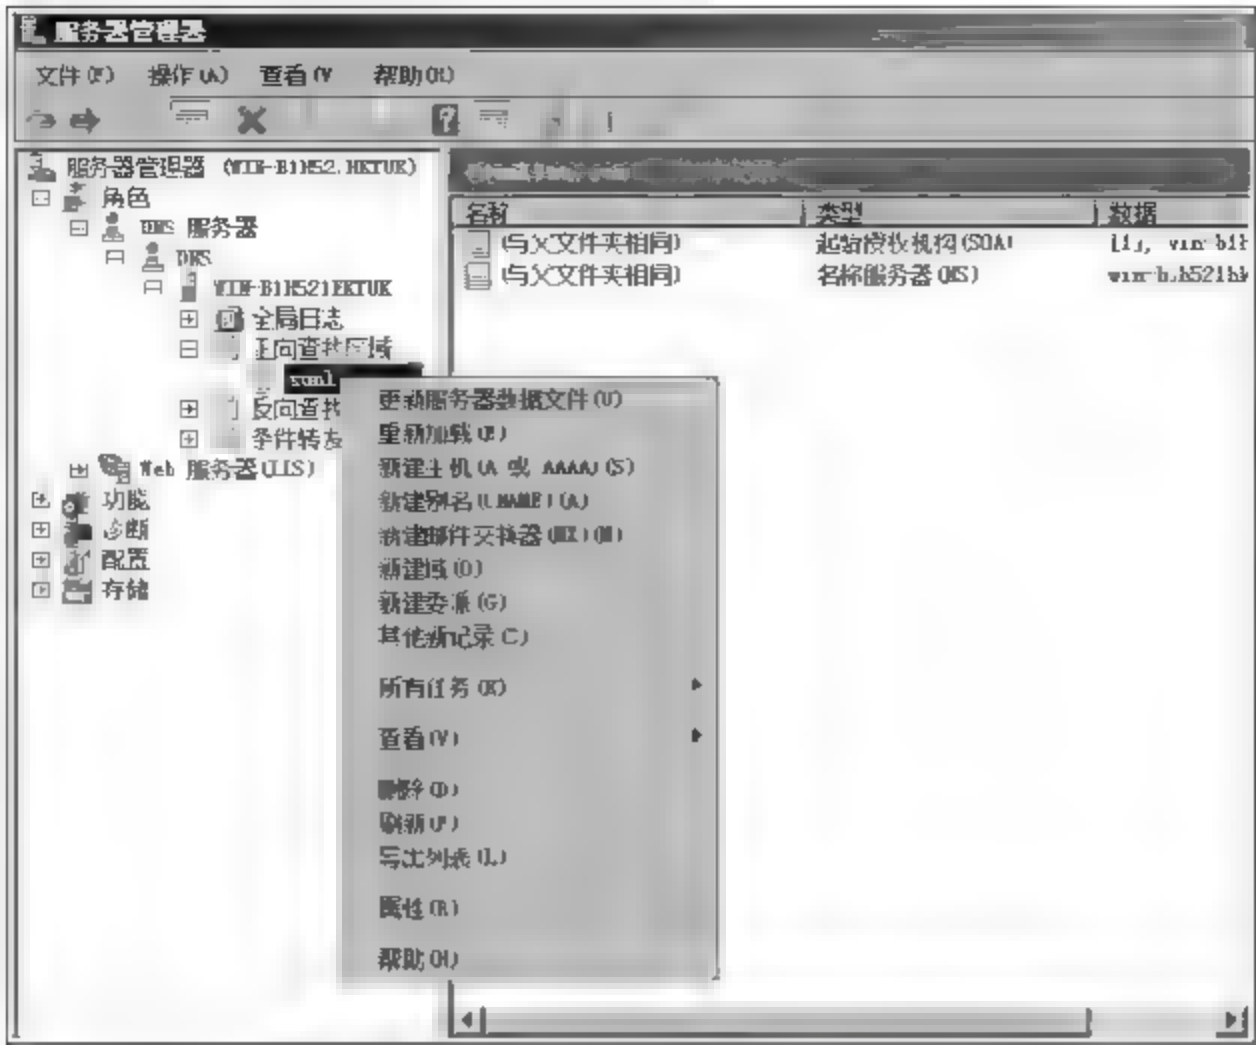 服务器管理器
文件(F) 操作(A) 查看(V 帮助(H)
服务器管理器
角色
DNS 服务器
DNS
全局日志
正向查找区域
反向查找
条件转发
Web 服务器(IIS)
功能
诊断
配置
存储
名称 类型 数据
(与父文件夹相同) 起始授权机构(SOA)
(与父文件夹相同) 名称服务器(NS)
更新服务器数据文件(U)
重新加载(E)
新建主机(A 或 AAAA)(S)
新建别名(CNAME)(A)
新建邮件交换器(MX)(M)
新建域(O)
新建委派(G)
其他新记录(C)
所有任务(K)
查看(V)
删除(D)
刷新(F)
导出列表(L)
属性(R)
帮助(H)